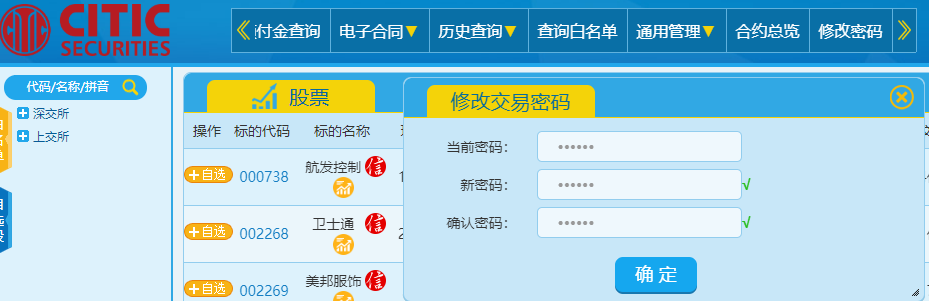 CITIC
SECURITIES
付金查询
电子合同▼
历史查询▼
查询白名单
通用管理▼
合约总览
修改密码
代码/名称/拼音
深交所
上交所
股票
操作 标的代码 标的名称
+自选 000738 航发控制 信
+自选 002268 卫士通 信
+自选 002269 美邦服饰 信
修改交易密码
当前密码: ••••••
新密码: •••••• √
确认密码: •••••• √
确 定